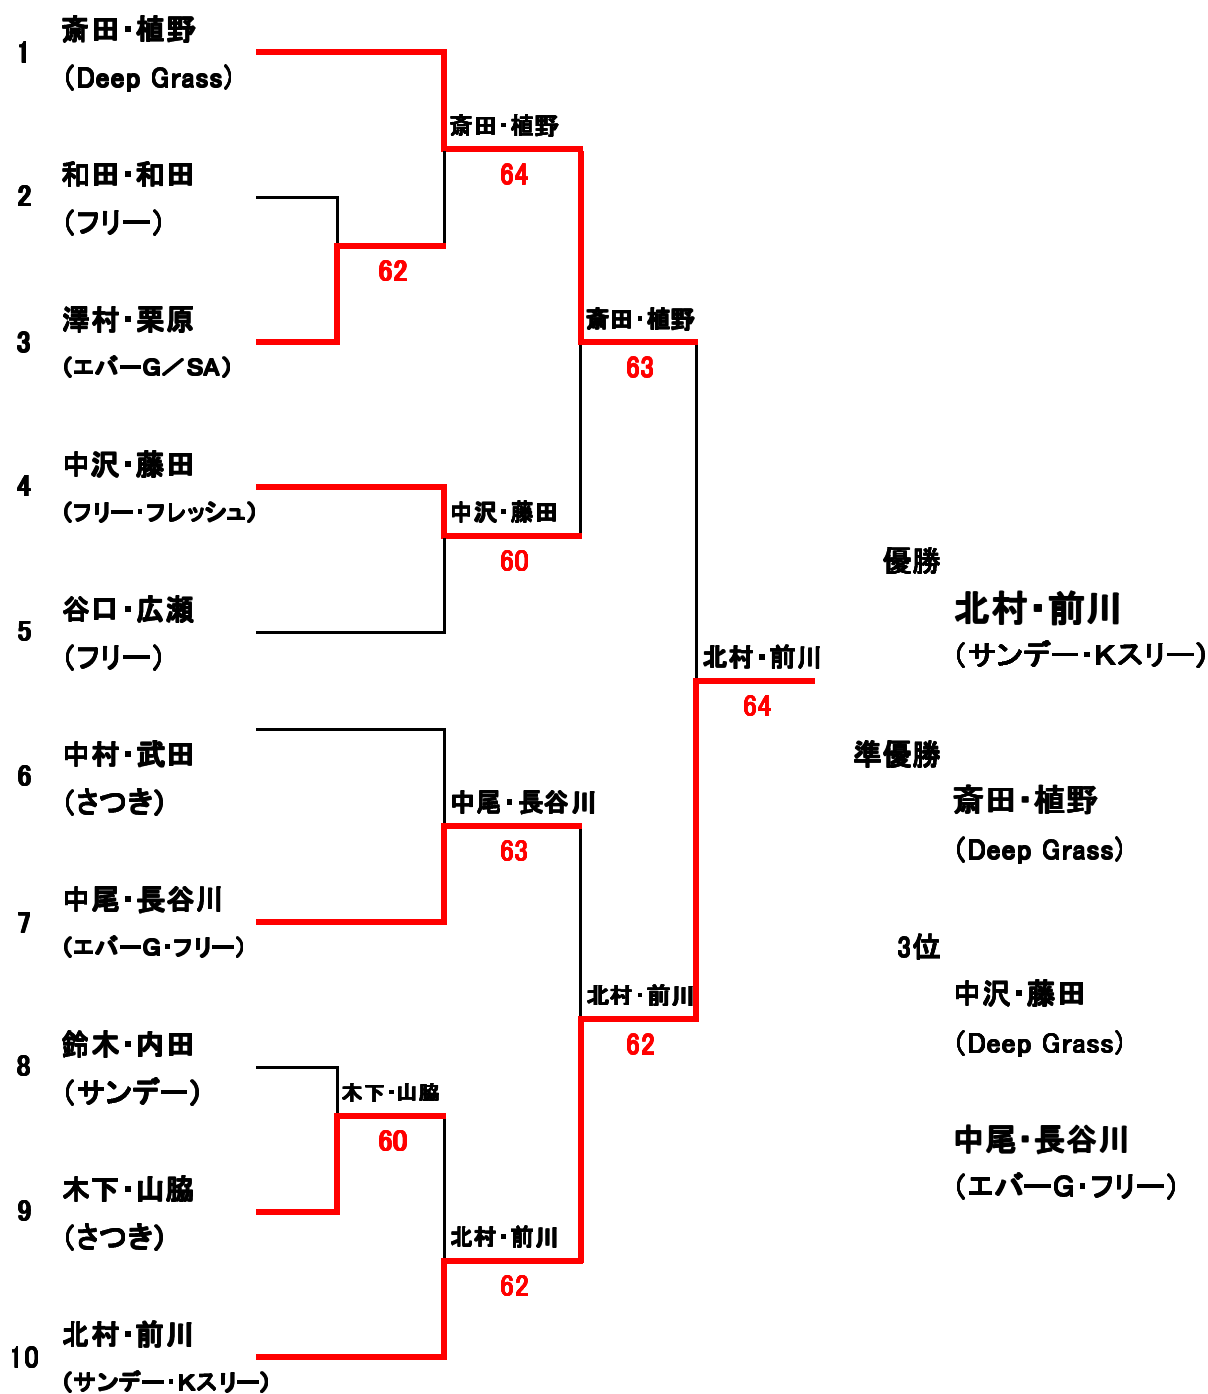 1
斎田・植野
(Deep Grass)
斎田・植野
64
2
和田・和田
(フリー)
62
3
澤村・栗原
(エバーG／SA)
斎田・植野
63
4
中沢・藤田
(フリー・フレッシュ)
中沢・藤田
60
5
谷口・広瀬
(フリー)
北村・前川
64
6
中村・武田
(さつき)
中尾・長谷川
63
7
中尾・長谷川
(エバーG・フリー)
北村・前川
62
8
鈴木・内田
(サンデー)
木下・山脇
60
9
木下・山脇
(さつき)
北村・前川
62
10
北村・前川
(サンデー・Kスリー)
優勝
北村・前川
(サンデー・Kスリー)
準優勝
斎田・植野
(Deep Grass)
3位
中沢・藤田
(Deep Grass)
中尾・長谷川
(エバーG・フリー)